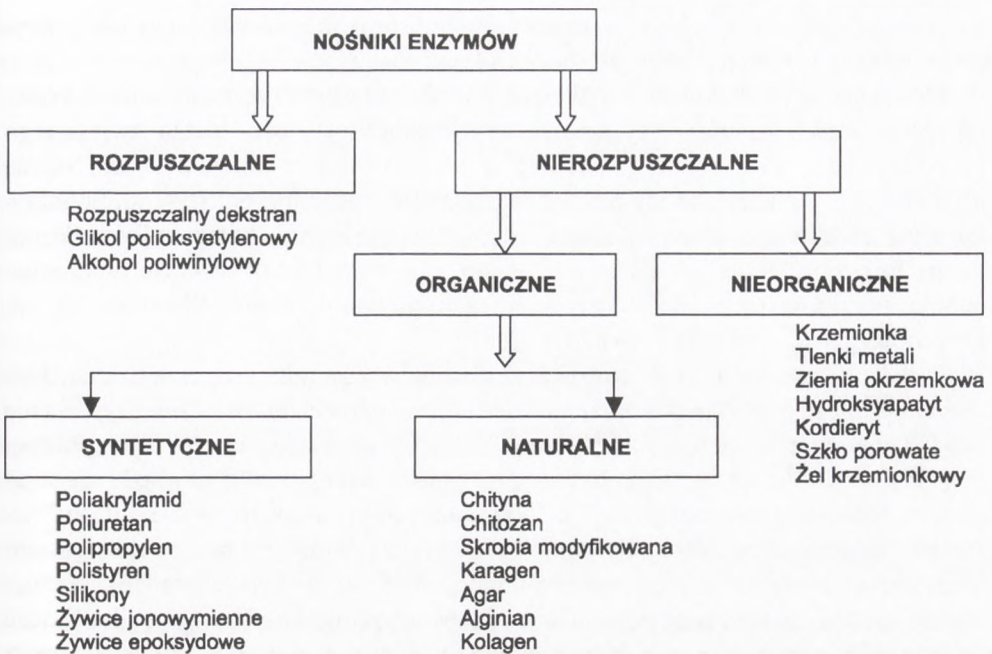 NOŚNIKI ENZYMÓW
ROZPUSZCZALNE
NIEROZPUSZCZALNE
Rozpuszczalny dekstran
Glikol polioksyetylenowy
Alkohol poliwinylowy
ORGANICZNE
NIEORGANICZNE
Krzemionka
Tlenki metali
Ziemia okrzemkowa
Hydroksyapatyt
Kordieryt
Szkło porowate
Żel krzemionkowy
SYNTETYCZNE
NATURALNE
Poliakrylamid
Poliuretan
Polipropylen
Polistyren
Silikony
Żywice jonowymienne
Żywice epoksydowe
Chityna
Chitozan
Skrobia modyfikowana
Karagen
Agar
Alginian
Kolagen